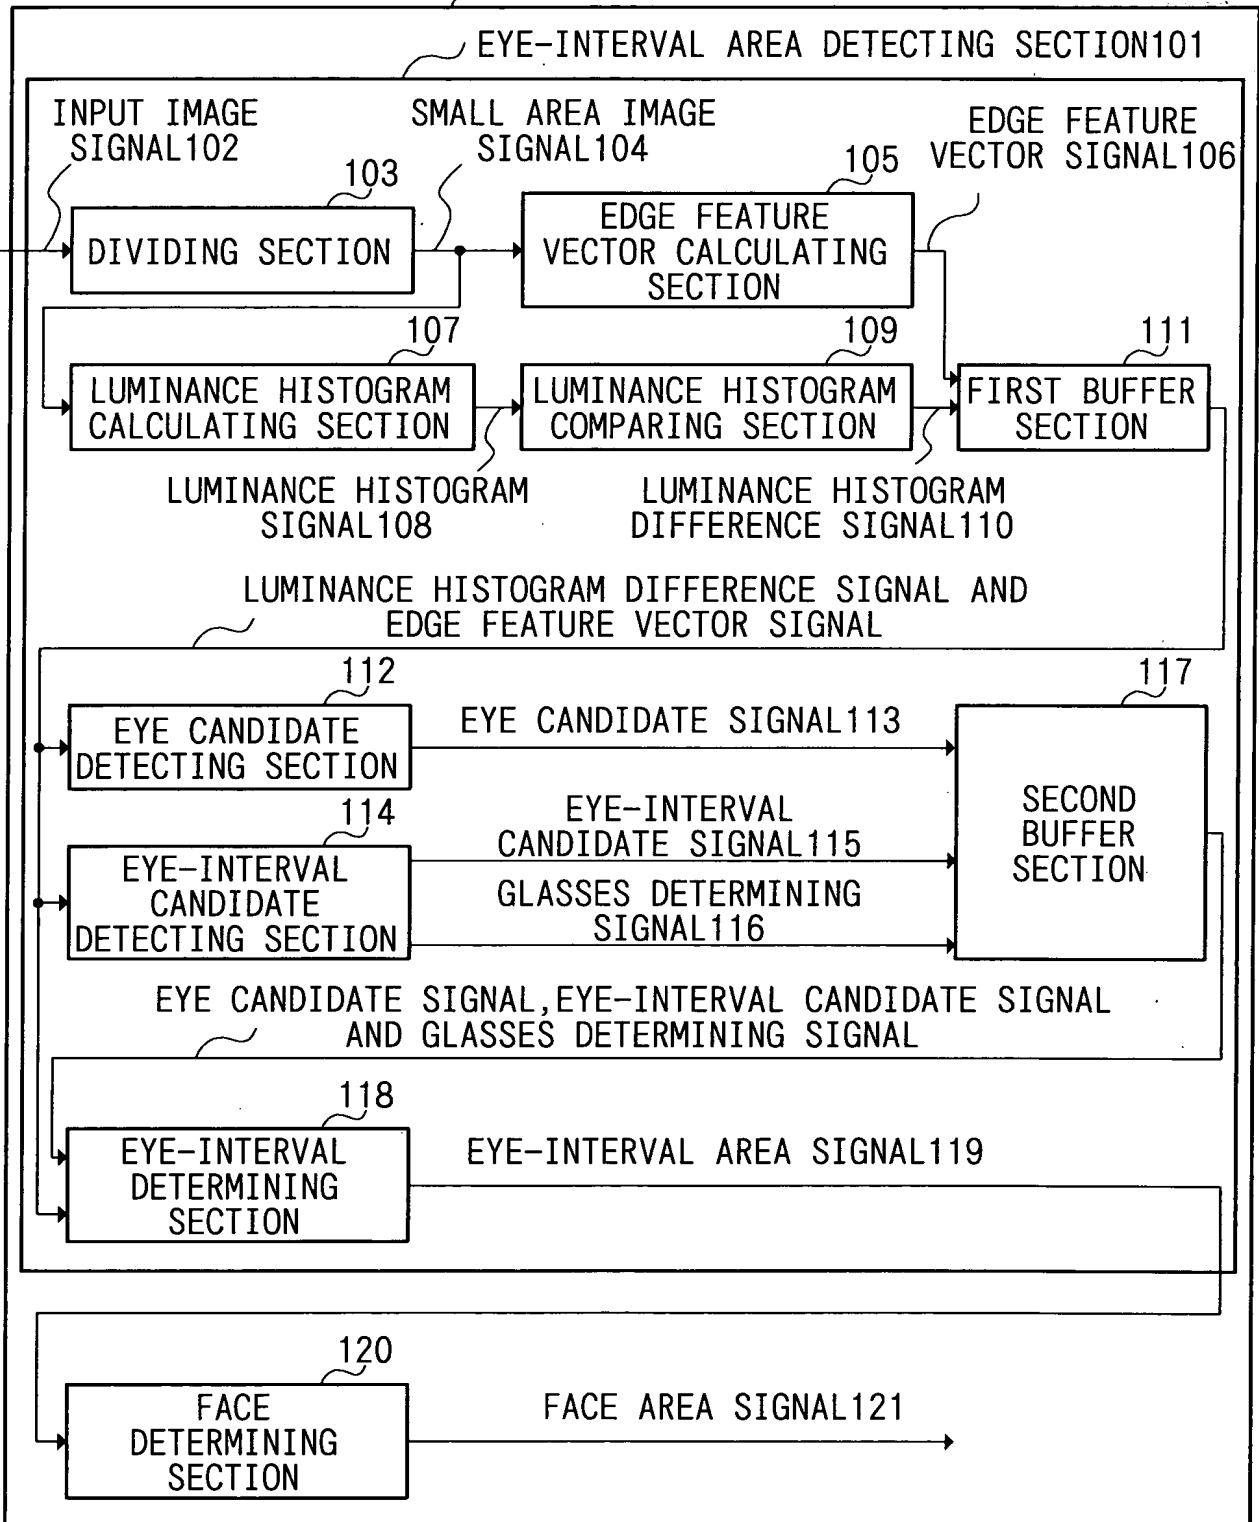 EYE-INTERVAL AREA DETECTING SECTION101
INPUT IMAGE
SIGNAL102
SMALL AREA IMAGE
SIGNAL104
EDGE FEATURE
VECTOR SIGNAL106
103
105
DIVIDING SECTION
EDGE FEATURE
VECTOR CALCULATING
SECTION
107
109
111
LUMINANCE HISTOGRAM
CALCULATING SECTION
LUMINANCE HISTOGRAM
COMPARING SECTION
FIRST BUFFER
SECTION
LUMINANCE HISTOGRAM
SIGNAL108
LUMINANCE HISTOGRAM
DIFFERENCE SIGNAL110
LUMINANCE HISTOGRAM DIFFERENCE SIGNAL AND
EDGE FEATURE VECTOR SIGNAL
112
117
EYE CANDIDATE
DETECTING SECTION
EYE CANDIDATE SIGNAL113
114
EYE-INTERVAL
CANDIDATE SIGNAL115
SECOND
BUFFER
SECTION
EYE-INTERVAL
CANDIDATE
DETECTING SECTION
GLASSES DETERMINING
SIGNAL116
EYE CANDIDATE SIGNAL,EYE-INTERVAL CANDIDATE SIGNAL
AND GLASSES DETERMINING SIGNAL
118
EYE-INTERVAL
DETERMINING
SECTION
EYE-INTERVAL AREA SIGNAL119
120
FACE
DETERMINING
SECTION
FACE AREA SIGNAL121